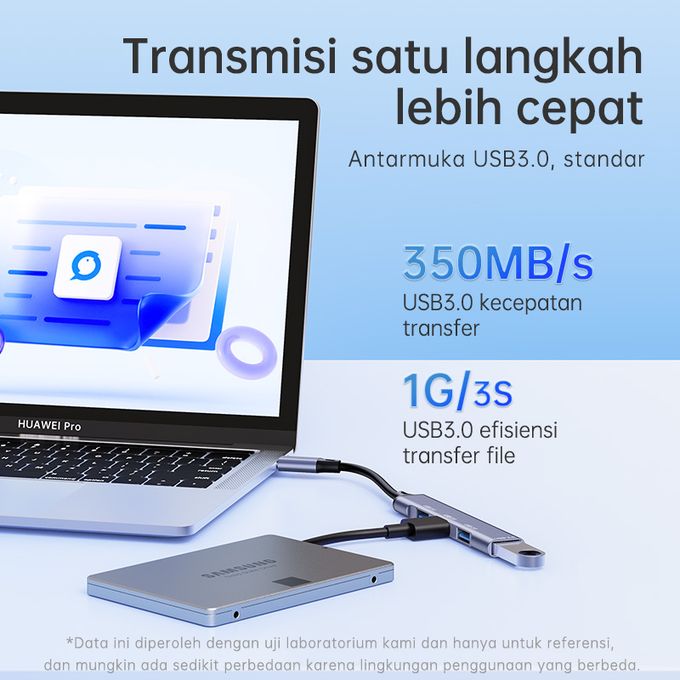 Transmisi satu langkah
lebih cepat
Antarmuka USB3.0, standar
350MB/s
USB3.0 kecepatan
transfer
1G/3S
USB3.0 efisiensi
transfer file
HUAWEI Pro
SAMSUNG
*Data ini diperoleh dengan uji laboratorium kami dan hanya untuk referensi,
dan mungkin ada sedikit perbedaan karena lingkungan penggunaan yang berbeda.